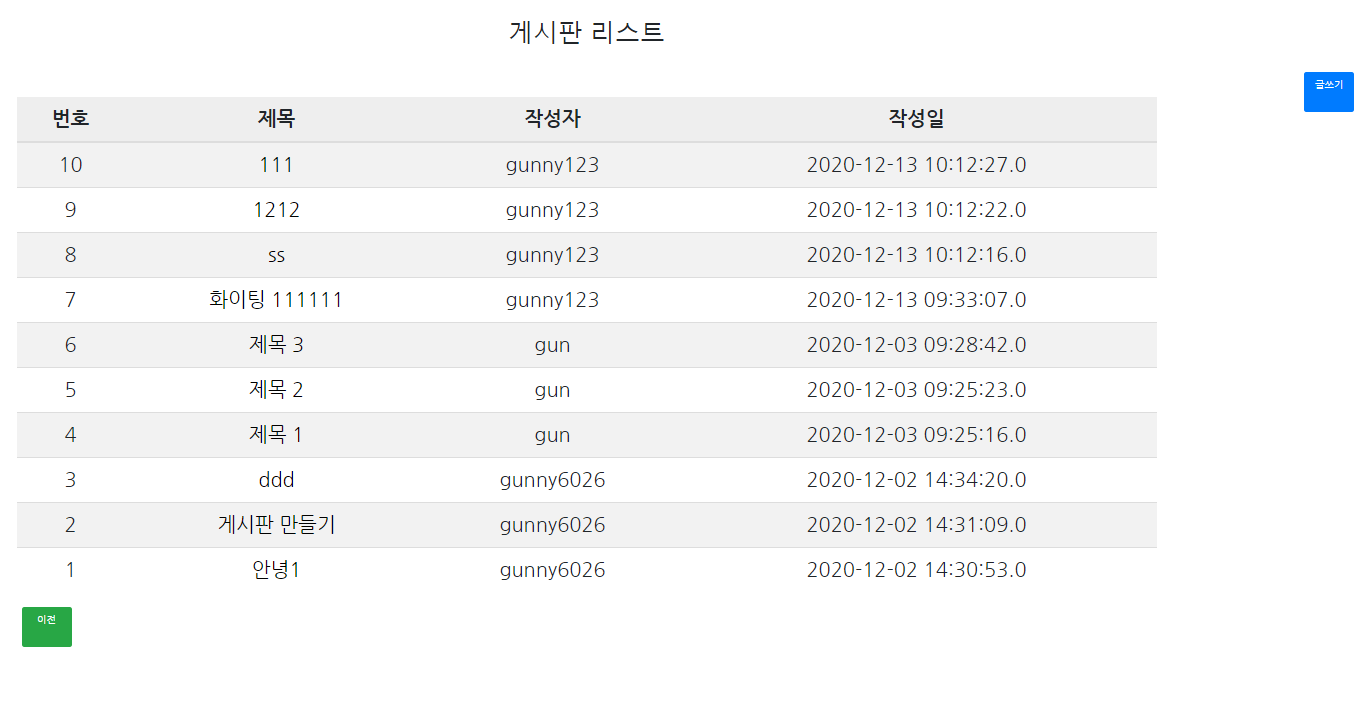 게시판 리스트
글쓰기
번호 제목 작성자 작성일
10 111 gunny123 2020-12-13 10:12:27.0
9 1212 gunny123 2020-12-13 10:12:22.0
8 ss gunny123 2020-12-13 10:12:16.0
7 화이팅 111111 gunny123 2020-12-13 09:33:07.0
6 제목 3 gun 2020-12-03 09:28:42.0
5 제목 2 gun 2020-12-03 09:25:23.0
4 제목 1 gun 2020-12-03 09:25:16.0
3 ddd gunny6026 2020-12-02 14:34:20.0
2 게시판 만들기 gunny6026 2020-12-02 14:31:09.0
1 안녕1 gunny6026 2020-12-02 14:30:53.0
이전